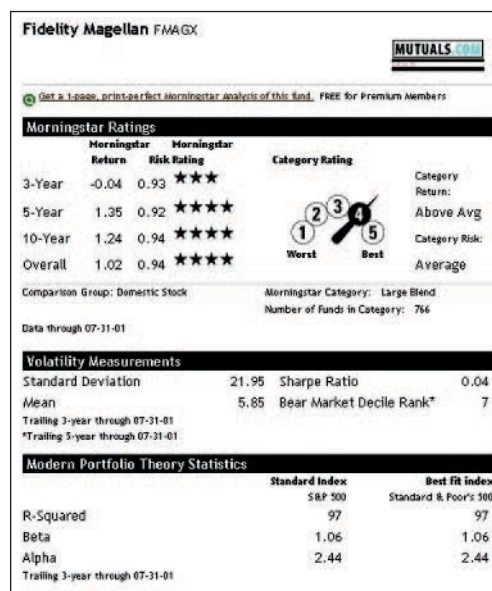 Fidelity Magellan FMAGX
MUTUALS.COM
Get a 1-page, print-perfect Morningstar Analysis of this fund. FREE for Premium Members
Morningstar Ratings
Morningstar Return Morningstar Risk Rating Category Rating
3-Year -0.04 0.93 ★★★
Category Return:
5-Year 1.35 0.92 ★★★★
Above Avg
10-Year 1.24 0.94 ★★★★
Category Risk:
Overall 1.02 0.94 ★★★★
Average
1 2 3 4 5
Worst Best
Comparison Group: Domestic Stock Morningstar Category: Large Blend
Number of Funds in Category: 766
Data through 07-31-01
Volatility Measurements
Standard Deviation 21.95 Sharpe Ratio 0.04
Mean 5.85 Bear Market Decile Rank* 7
Trailing 3-year through 07-31-01
*Trailing 5-year through 07-31-01
Modern Portfolio Theory Statistics
Standard Index Best fit index
S&P 500 Standard & Poor's 500
R-Squared 97 97
Beta 1.06 1.06
Alpha 2.44 2.44
Trailing 3-year through 07-31-01